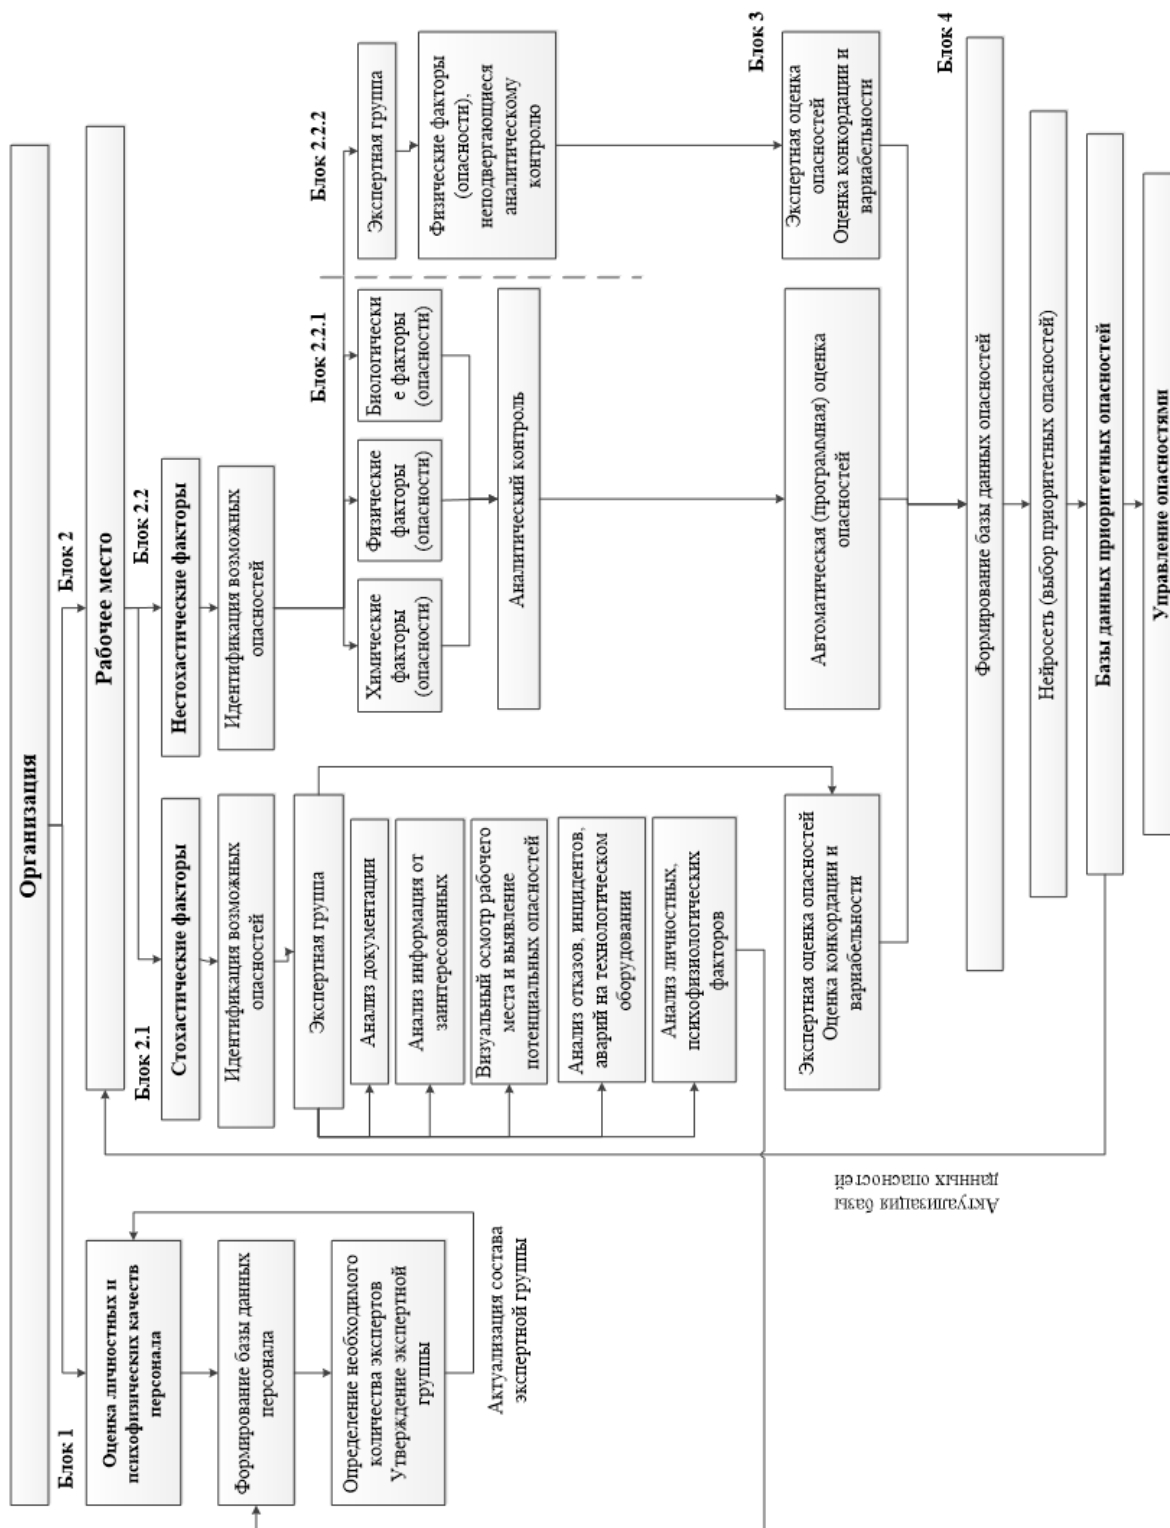 Организация
Блок 1
Оценка личностных и
психофизических качеств
персонала
Формирование базы данных
персонала
Определение необходимого
количества экспертов
Утверждение экспертной
группы
Актуализация состава
экспертной группы
Блок 2
Рабочее место
Блок 2.1
Стохастические факторы
Идентификация возможных
опасностей
Экспертная группа
Анализ документации
Анализ информация от
заинтересованных
Визуальный осмотр рабочего
места и выявление
потенциальных опасностей
Анализ отказов, инцидентов,
аварий на технологическом
оборудовании
Анализ личностных,
психофизиологических
факторов
Блок 2.2
Нестохастические факторы
Идентификация возможных
опасностей
Блок 2.2.1
Химические
факторы
(опасности)
Физические
факторы
(опасности)
Биологически
е факторы
(опасности)
Аналитический контроль
Блок 2.2.2
Экспертная группа
Физические факторы
(опасности),
неподвергающиеся
аналитическому
контролю
Блок 3
Экспертная оценка опасностей
Оценка конкордации и
вариабельности
Автоматическая (програмная) оценка
опасностей
Экспертная оценка
опасностей
Оценка конкордации и
вариабельности
Блок 4
Формирование базы данных опасностей
Нейросеть (выбор приоритетных опасностей)
Базы данных приоритетных опасностей
Управление опасностями
Актуализация базы
данных опасностей